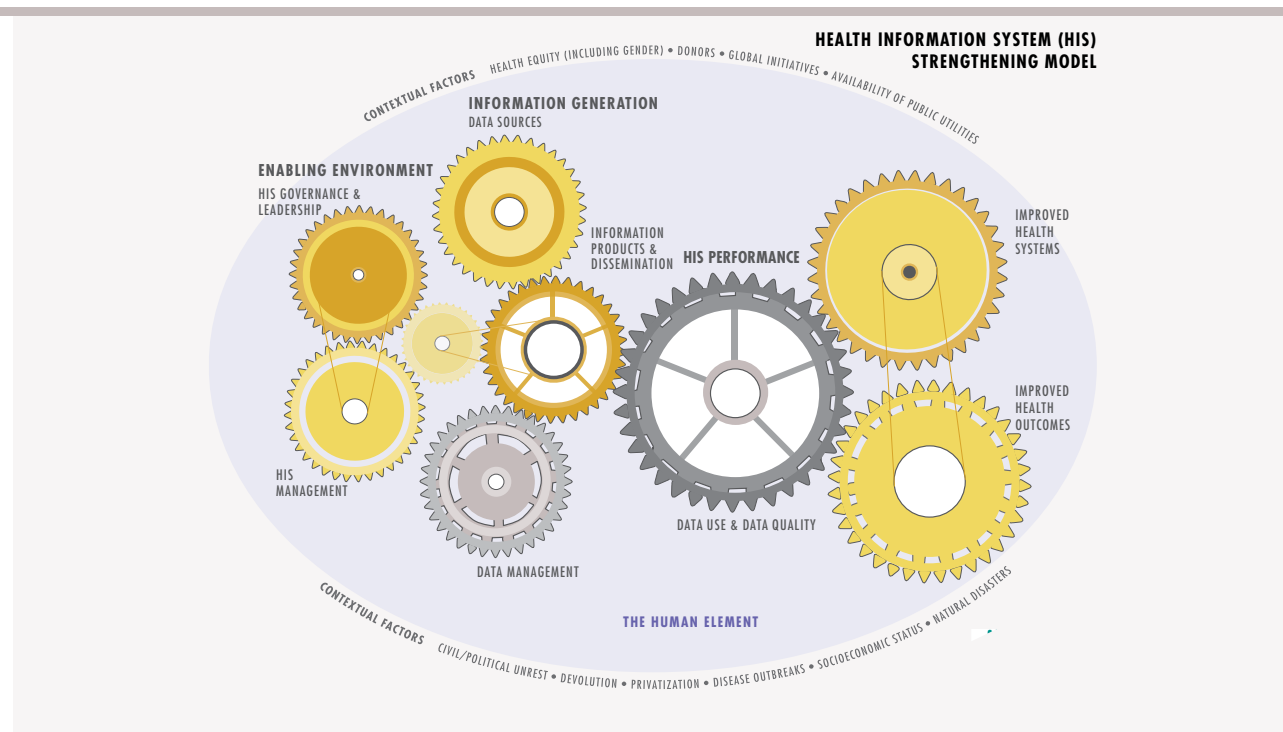 HEALTH INFORMATION SYSTEM (HIS)
STRENGTHENING MODEL
CONTEXTUAL FACTORS HEALTH EQUITY (INCLUDING GENDER) • DONORS • GLOBAL INITIATIVES • AVAILABILITY OF PUBLIC UTILITIES
INFORMATION GENERATION
DATA SOURCES
ENABLING ENVIRONMENT
HIS GOVERNANCE &
LEADERSHIP
INFORMATION
PRODUCTS &
DISSEMINATION
HIS PERFORMANCE
IMPROVED
HEALTH
SYSTEMS
IMPROVED
HEALTH
OUTCOMES
HIS
MANAGEMENT
DATA USE & DATA QUALITY
DATA MANAGEMENT
THE HUMAN ELEMENT
CONTEXTUAL FACTORS CIVIL/POLITICAL UNREST • DEVOLUTION • PRIVATIZATION • DISEASE OUTBREAKS • SOCIOECONOMIC STATUS • NATURAL DISASTERS